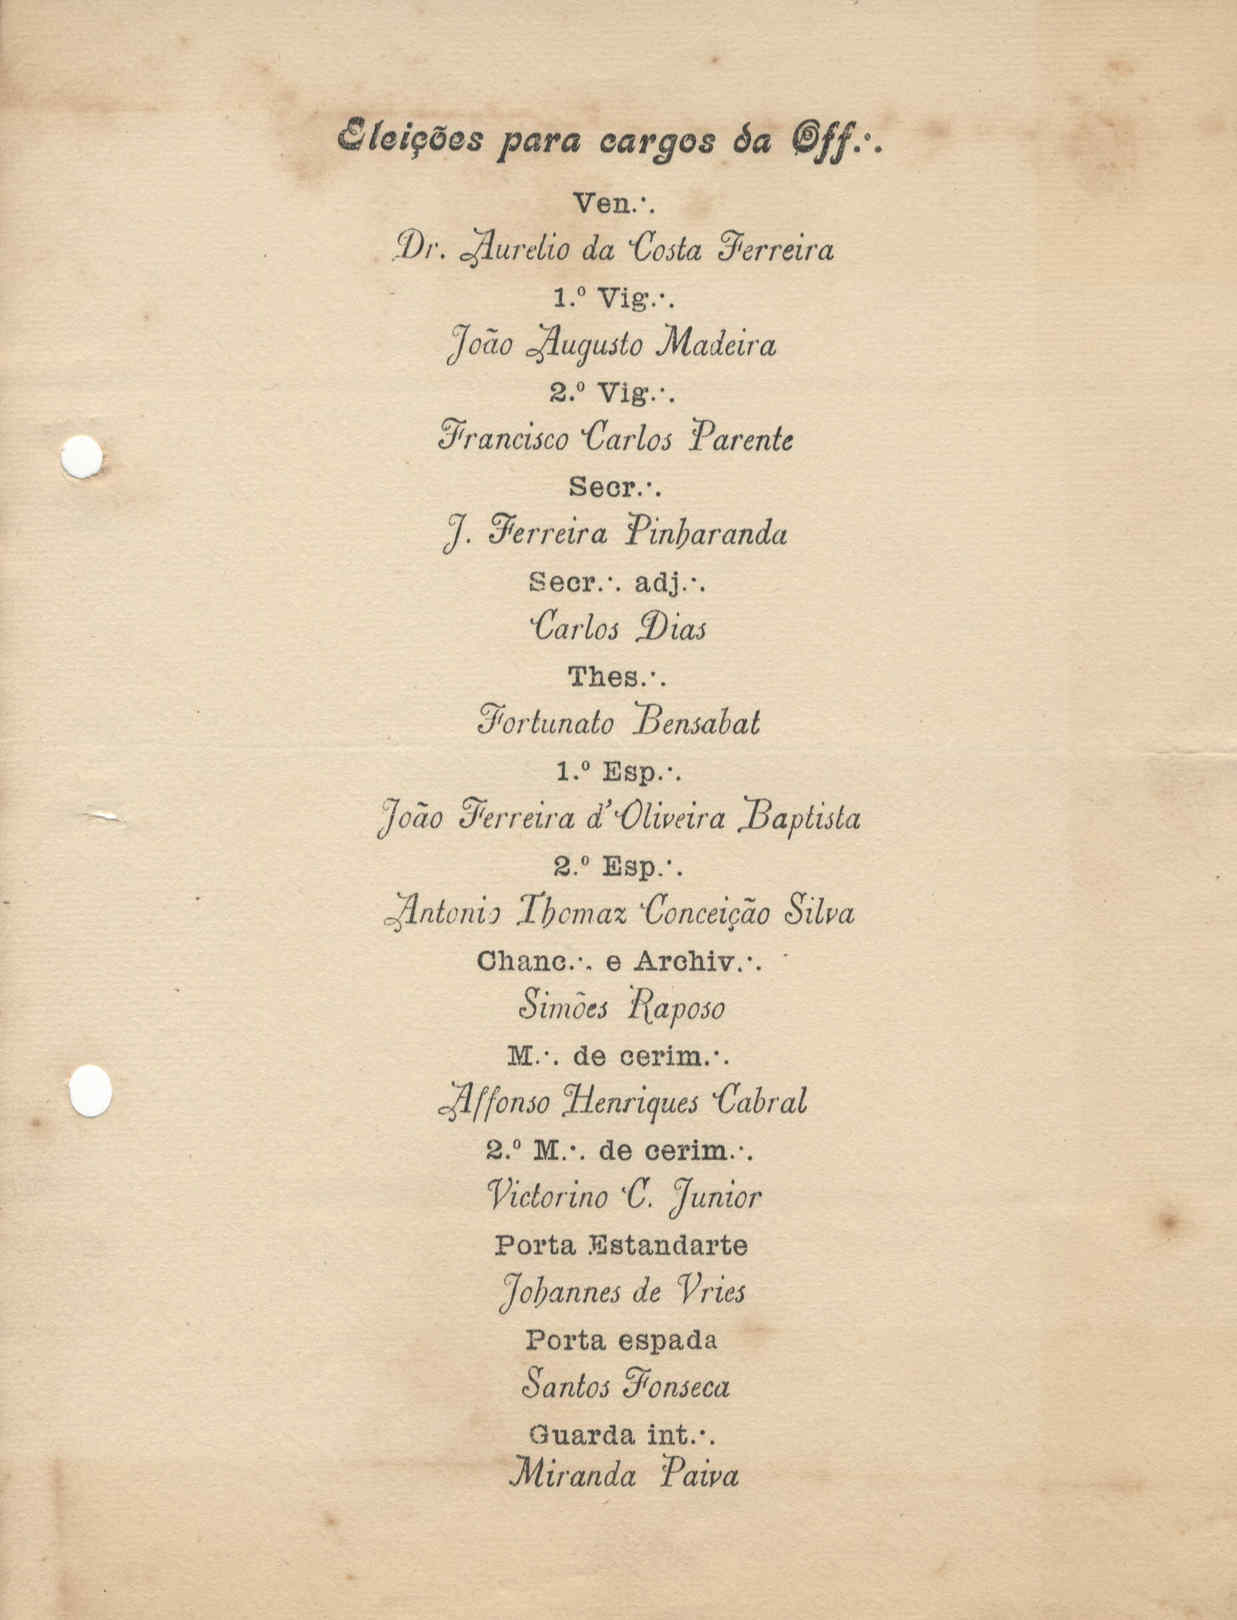 Eleições para cargos da Off∴
Ven∴
Dr. Aurelio da Costa Ferreira
1.º Vig∴
João Augusto Madeira
2.º Vig∴
Francisco Carlos Parente
Secr∴
J. Ferreira Pinharanda
Secr∴ adj∴
Carlos Dias
Thes∴
Fortunato Bensabat
1.º Esp∴
João Ferreira d'Oliveira Baptista
2.º Esp∴
Antonio Thomaz Conceição Silva
Chanc∴ e Archiv∴
Simões Raposo
M∴ de cerim∴
Affonso Henriques Cabral
2.º M∴ de cerim∴
Victorino C. Junior
Porta Estandarte
Johannes de Vries
Porta espada
Santos Fonseca
Guarda int∴
Miranda Paiva